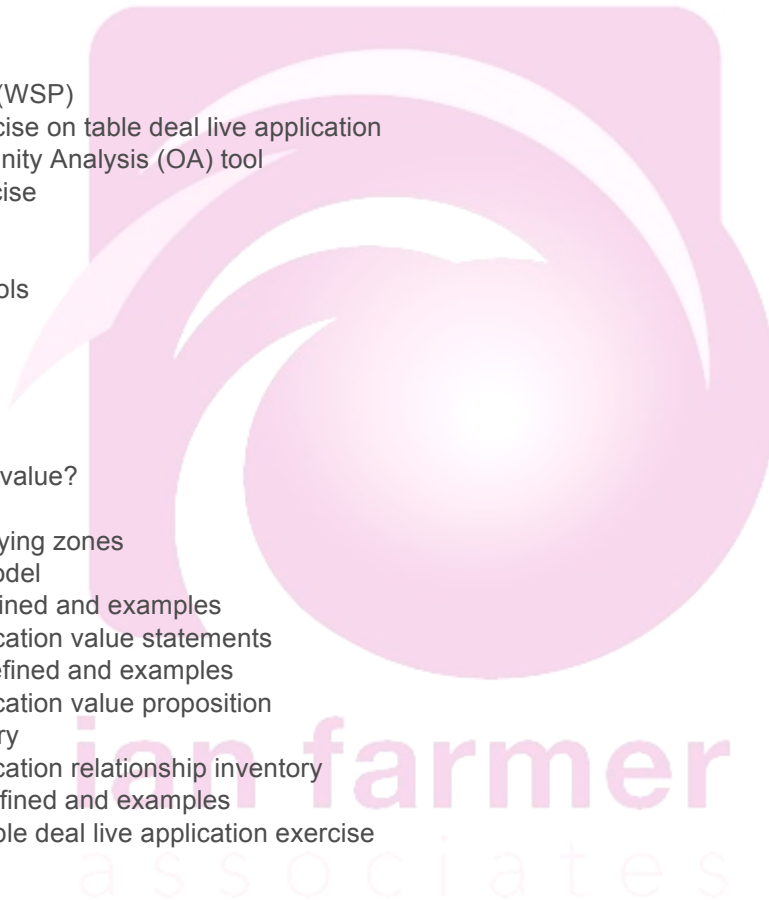 (WSP)
cise on table deal live application
nity Analysis (OA) tool
cise
ols
value?
ying zones
odel
ined and examples
cation value statements
efined and examples
cation value proposition
ry
cation relationship inventory
fined and examples
ble deal live application exercise
ian farmer
associates